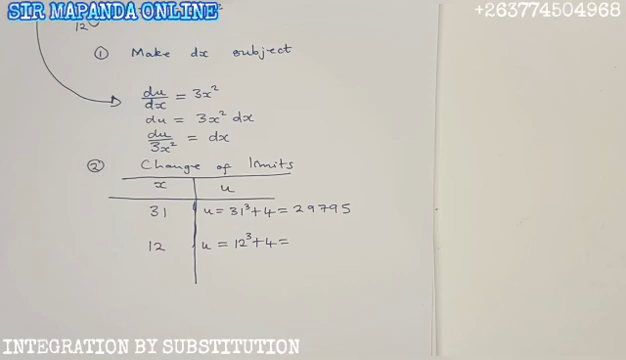 SIR MAPANDA ONLINE
+263774504968
12
① Make dx subject
du/dx = 3x²
du = 3x² dx
du/3x² = dx
② Change of limits
x u
31 u = 31³+4 = 29795
12 u = 12³+4 =
INTEGRATION BY SUBSTITUTION